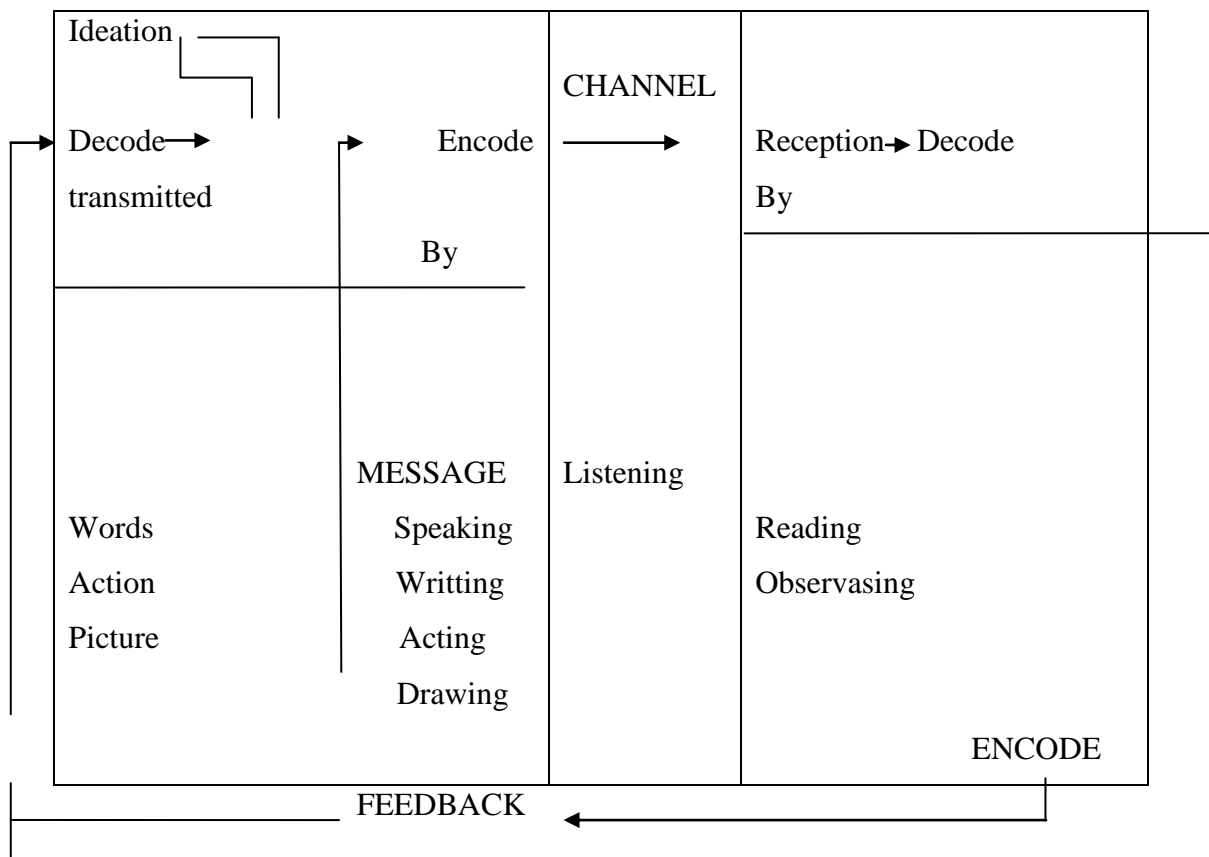 Ideation
CHANNEL
Decode Encode Reception Decode
transmitted By
By
MESSAGE Listening
Words Speaking Reading
Action Writting Observasing
Picture Acting
Drawing
ENCODE
FEEDBACK